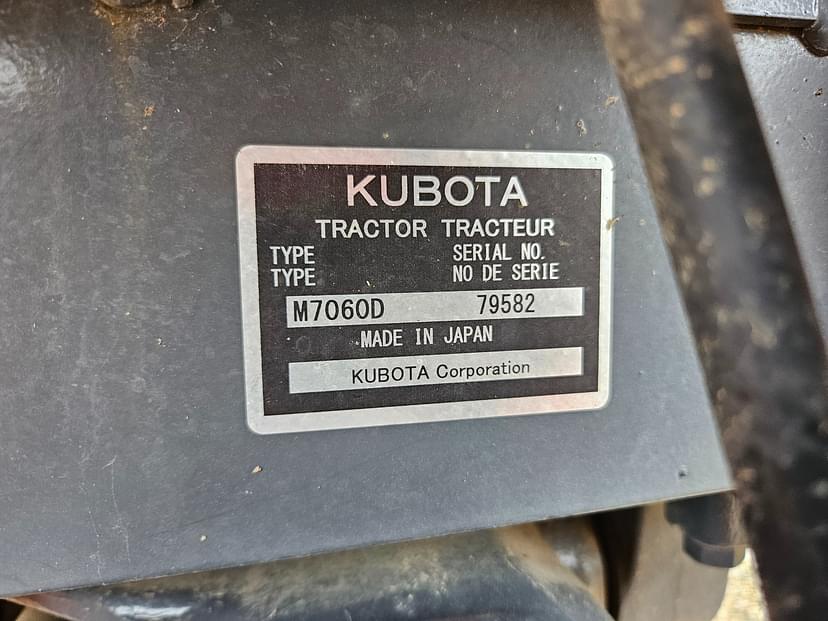 KUBOTA
TRACTOR TRACTEUR
TYPE SERIAL NO.
TYPE NO DE SERIE
M7060D 79582
MADE IN JAPAN
KUBOTA Corporation